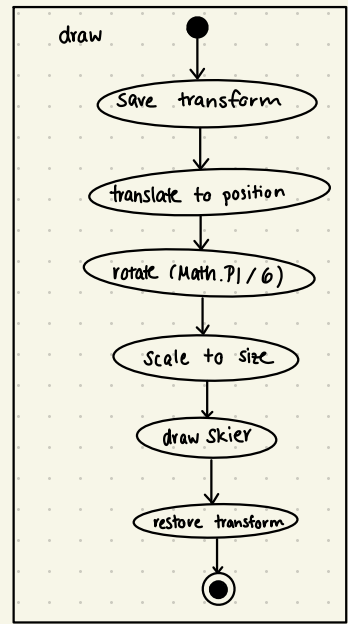 draw
save transform
translate to position
rotate (Math.PI / 6)
scale to size
draw skier
restore transform